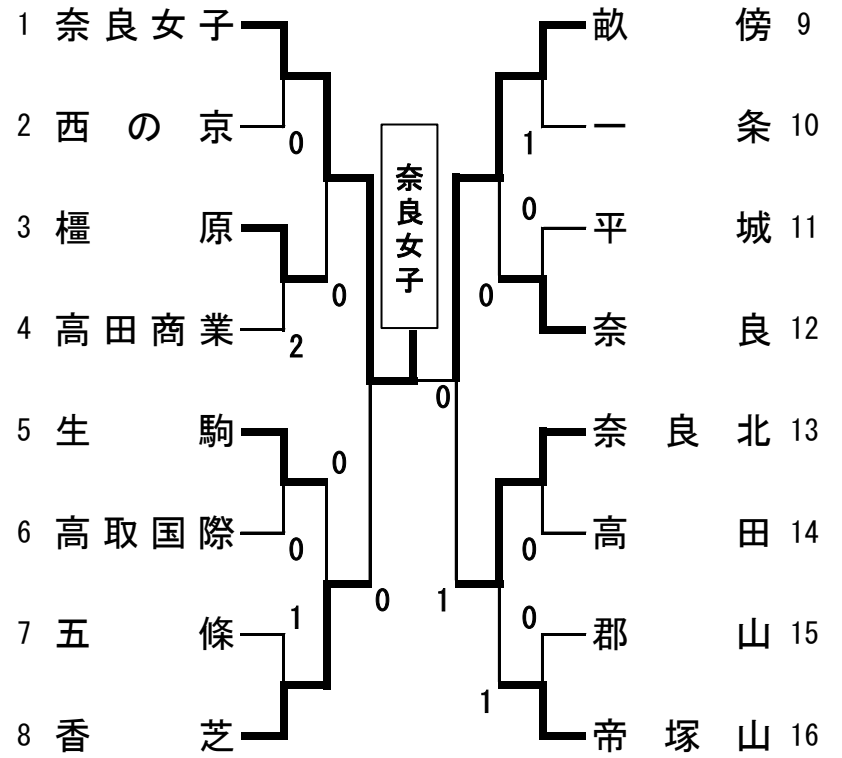 1 奈良女子
2 西の京
0
3 橿原
4 高田商業
2
0
5 生駒
6 高取国際
0
0
7 五條
8 香芝
1
0
奈良女子
0
畝傍 9
一条 10
1
平城 11
奈良 12
0
0
奈良北 13
高田 14
0
郡山 15
帝塚山 16
0
1
1